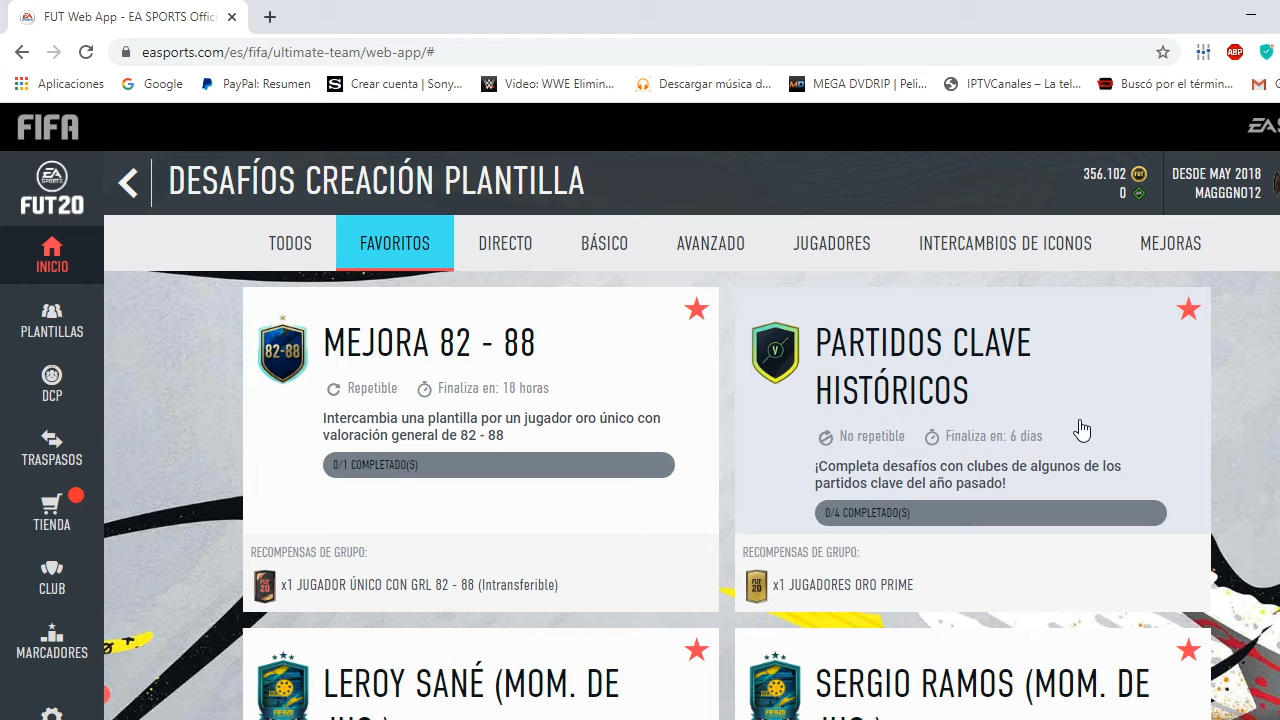 FUT Web App - EA SPORTS Offici
easports.com/es/fifa/ultimate-team/web-app/#
ABP
Aplicaciones Google PayPal: Resumen Crear cuenta | Sony... Video: WWE Elimin... Descargar música d... MEGA DVDRIP | Peli... IPTVCanales – La tel... Buscó por el términ...
FIFA
EA SPORTS
FUT20
DESAFÍOS CREACIÓN PLANTILLA
356.102
0
DESDE MAY 2018
MAGGGNO12
INICIO
PLANTILLAS
DCP
TRASPASOS
TIENDA
CLUB
MARCADORES
TODOS FAVORITOS DIRECTO BÁSICO AVANZADO JUGADORES INTERCAMBIOS DE ICONOS MEJORAS
82-88
MEJORA 82 - 88
Repetible Finaliza en: 18 horas
Intercambia una plantilla por un jugador oro único con
valoración general de 82 - 88
0/1 COMPLETADO(S)
RECOMPENSAS DE GRUPO:
x1 JUGADOR ÚNICO CON GRL 82 - 88 (Intransferible)
V
PARTIDOS CLAVE
HISTÓRICOS
No repetible Finaliza en: 6 días
¡Completa desafíos con clubes de algunos de los
partidos clave del año pasado!
0/4 COMPLETADO(S)
RECOMPENSAS DE GRUPO:
x1 JUGADORES ORO PRIME
LEROY SANÉ (MOM. DE
SERGIO RAMOS (MOM. DE